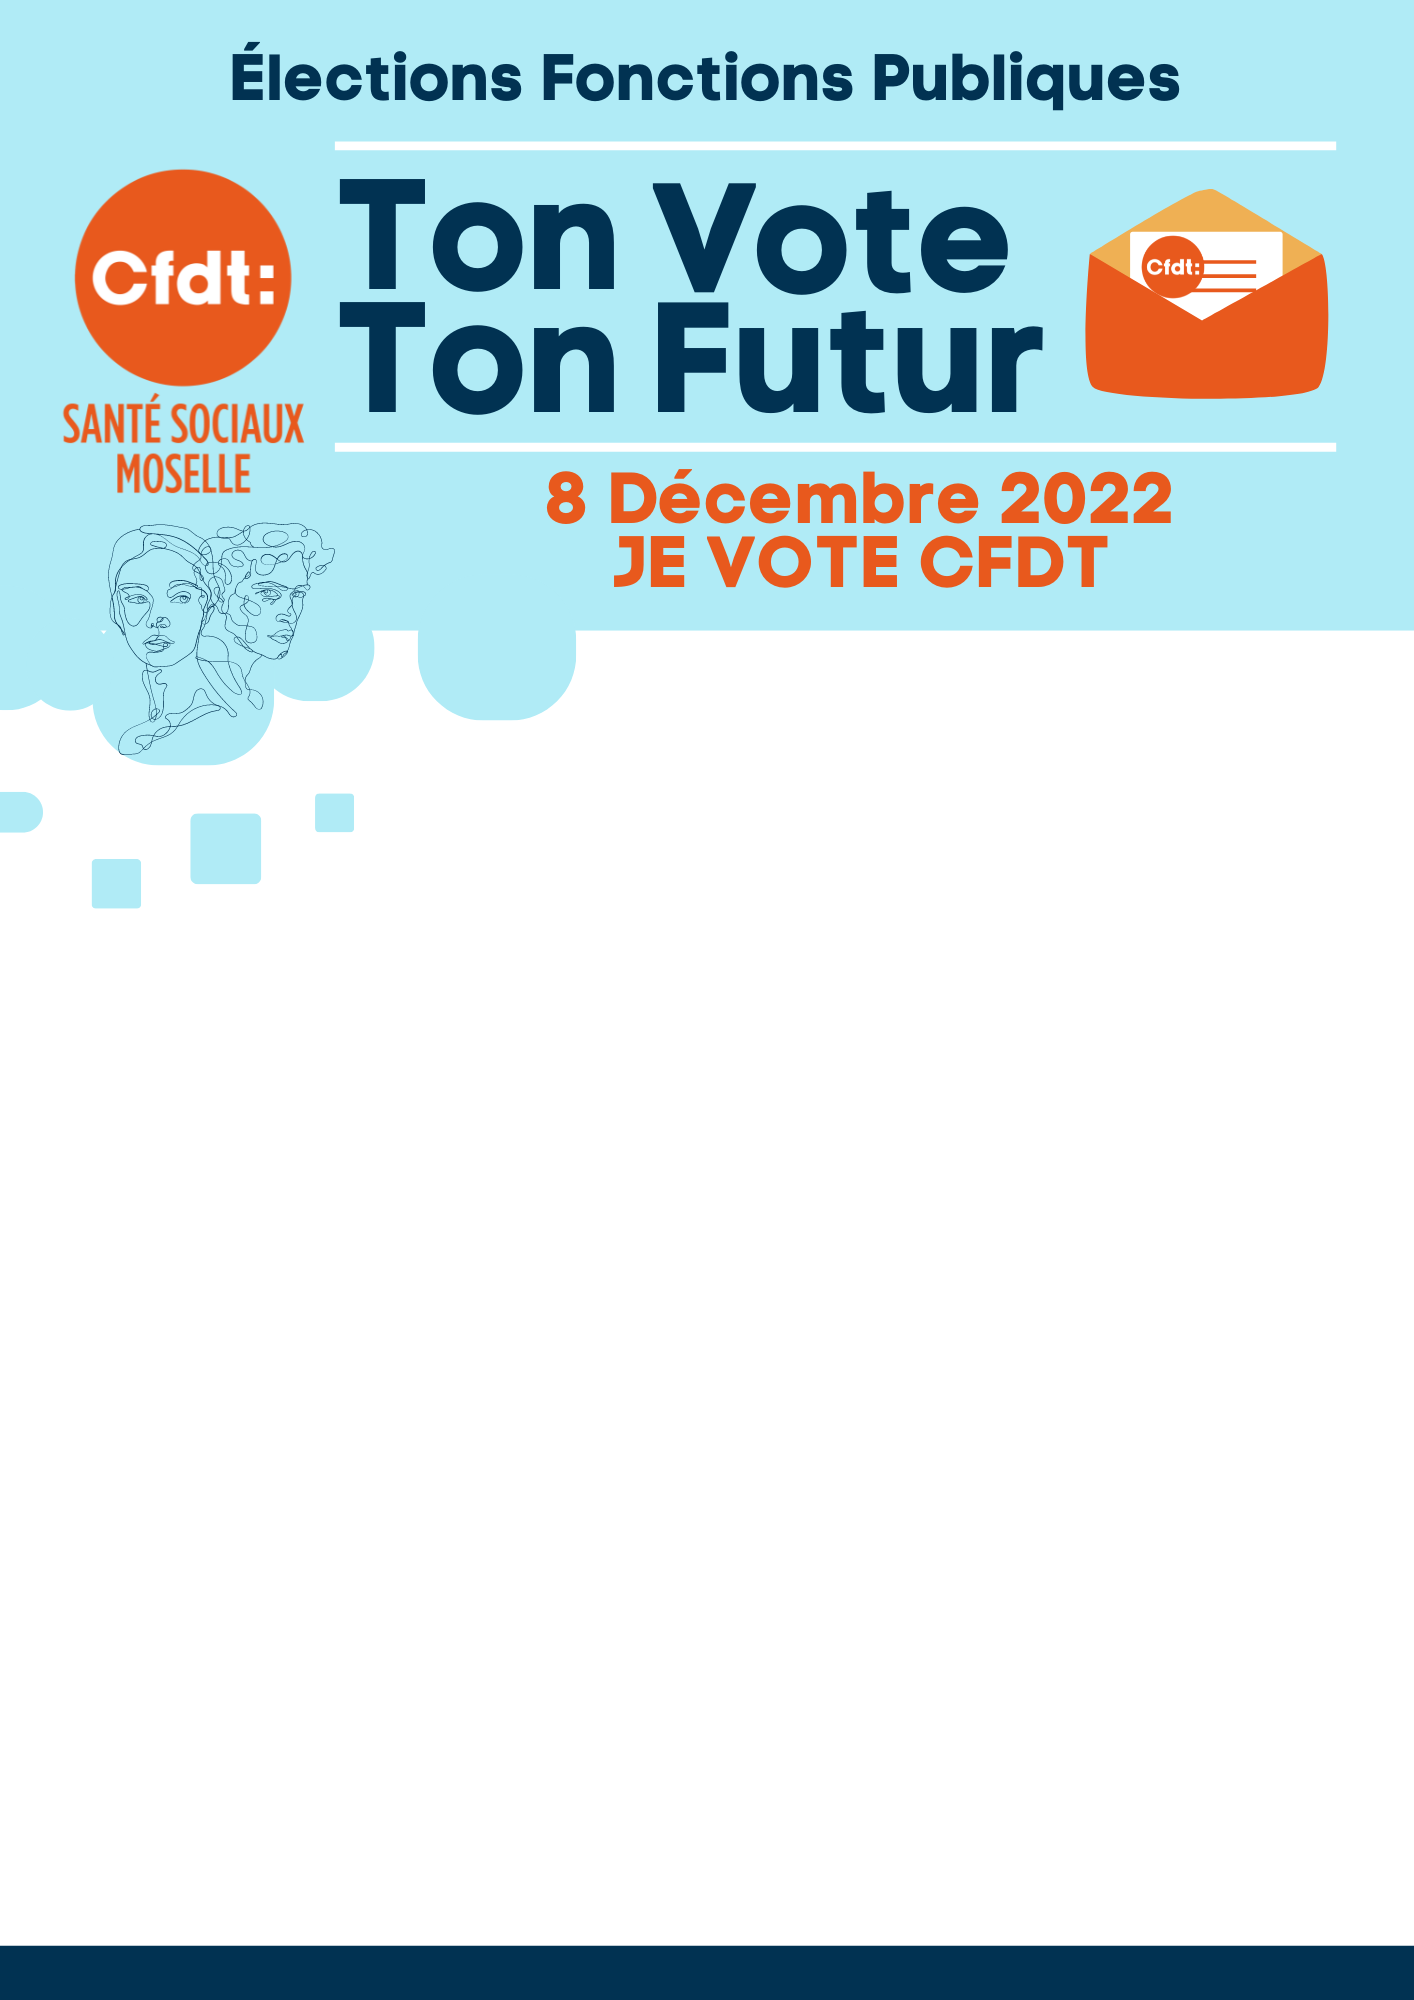 Élections Fonctions Publiques
Cfdt:
SANTÉ SOCIAUX
MOSELLE
Ton Vote
Ton Futur
Cfdt:
8 Décembre 2022
JE VOTE CFDT